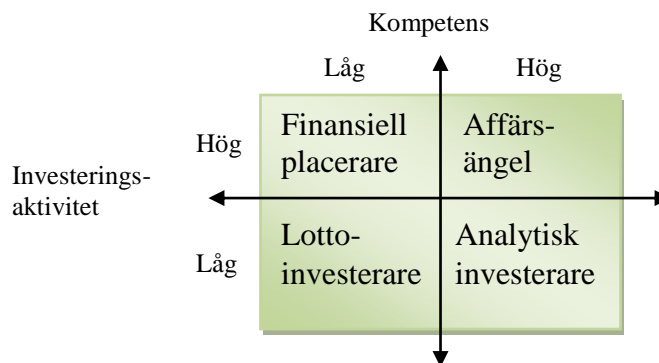 Kompetens
Låg
Hög
Hög
Finansiell
placerare
Affärs-
ängel
Investerings-
aktivitet
Låg
Lotto-
investerare
Analytisk
investerare